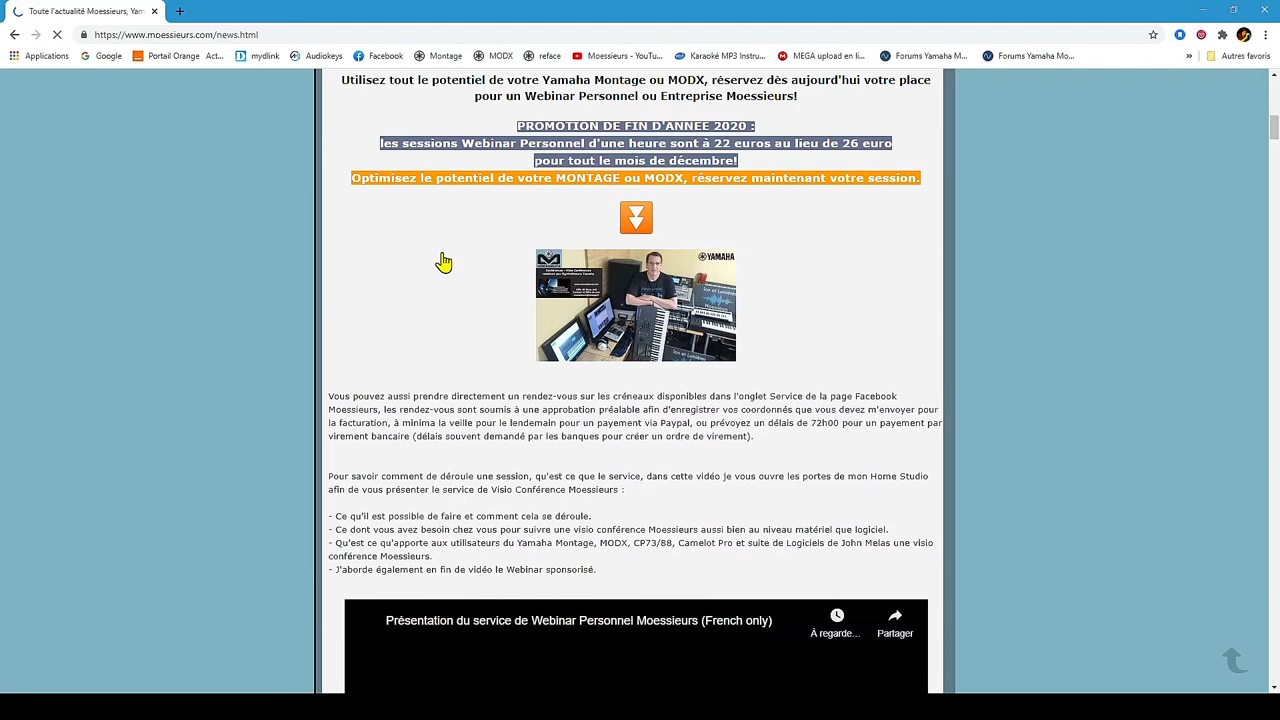 Toute l'actualité Moessieurs, Yam
https://www.moessieurs.com/news.html
Applications
Google
Portail Orange Act...
mydlink
Audiokeys
Facebook
Montage
MODX
reface
Moessieurs - YouTu...
Karaoké MP3 Instru...
MEGA upload en li...
Forums Yamaha M...
Forums Yamaha Mo...
»
Autres favoris
Utilisez tout le potentiel de votre Yamaha Montage ou MODX, réservez dès aujourd'hui votre place
pour un Webinar Personnel ou Entreprise Moessieurs!
PROMOTION DE FIN D'ANNEE 2020 :
les sessions Webinar Personnel d'une heure sont à 22 euros au lieu de 26 euro
pour tout le mois de décembre!
Optimisez le potentiel de votre MONTAGE ou MODX, réservez maintenant votre session.
YAMAHA
Vous pouvez aussi prendre directement un rendez-vous sur les créneaux disponibles dans l'onglet Service de la page Facebook
Moessieurs, les rendez-vous sont soumis à une approbation préalable afin d'enregistrer vos coordonnés que vous devez m'envoyer pour
la facturation, à minima la veille pour le lendemain pour un payement via Paypal, ou prévoyez un délais de 72h00 pour un payement par
virement bancaire (délais souvent demandé par les banques pour créer un ordre de virement).
Pour savoir comment de déroule une session, qu'est ce que le service, dans cette vidéo je vous ouvre les portes de mon Home Studio
afin de vous présenter le service de Visio Conférence Moessieurs :
- Ce qu'il est possible de faire et comment cela se déroule.
- Ce dont vous avez besoin chez vous pour suivre une visio conférence Moessieurs aussi bien au niveau matériel que logiciel.
- Qu'est ce qu'apporte aux utilisateurs du Yamaha Montage, MODX, CP73/88, Camelot Pro et suite de Logiciels de John Melas une visio
conférence Moessieurs.
- J'aborde également en fin de vidéo le Webinar sponsorisé.
Présentation du service de Webinar Personnel Moessieurs (French only)
À regarde...
Partager